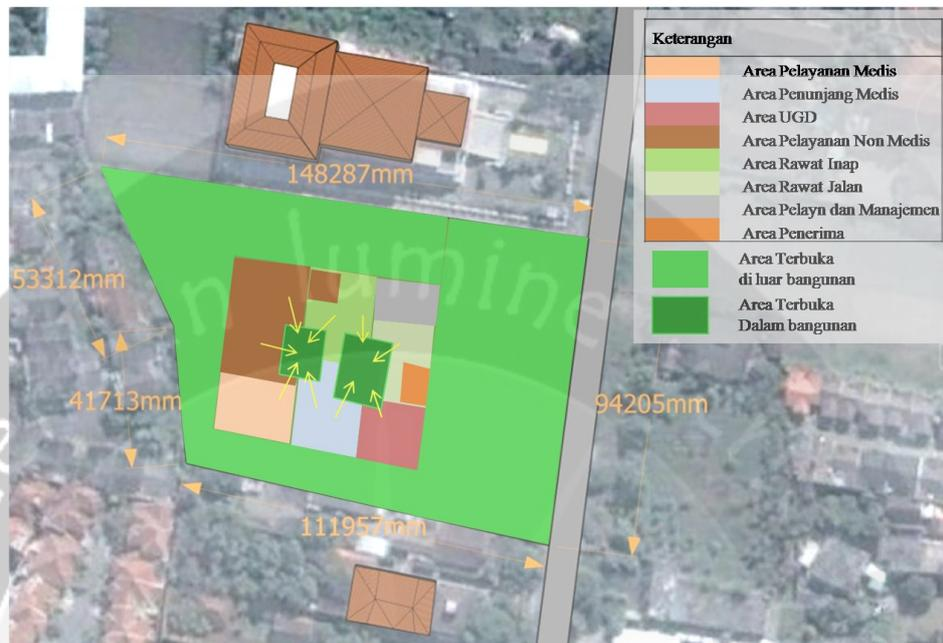 Keterangan
Area Pelayanan Medis
Area Penunjang Medis
Area UGD
Area Pelayanan Non Medis
Area Rawat Inap
Area Rawat Jalan
Area Pelayn dan Manajemen
Area Penerima
Area Terbuka
di luar bangunan
Area Terbuka
Dalam bangunan
148287mm
53312mm
41713mm
94205mm
111957mm